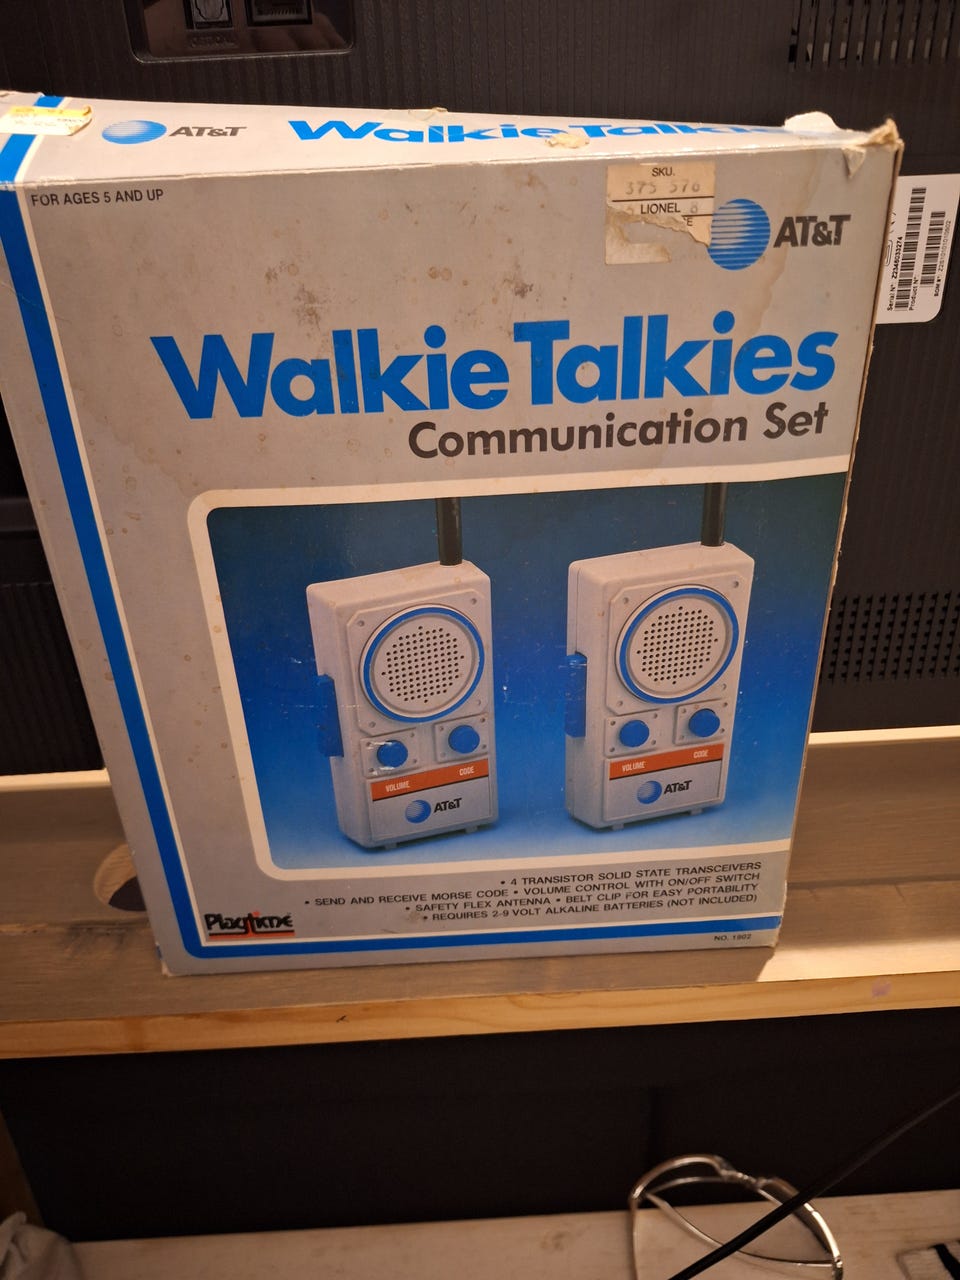 AT&T Walkie Talkies
FOR AGES 5 AND UP
SKU.
375 576
LIONEL 8
AT&T
Walkie Talkies
Communication Set
VOLUME CODE
AT&T
VOLUME CODE
AT&T
• 4 TRANSISTOR SOLID STATE TRANSCEIVERS
• SEND AND RECEIVE MORSE CODE • VOLUME CONTROL WITH ON/OFF SWITCH
• SAFETY FLEX ANTENNA • BELT CLIP FOR EASY PORTABILITY
• REQUIRES 2-9 VOLT ALKALINE BATTERIES (NOT INCLUDED)
Playtime
NO. 1902
Serial N°
Product N°